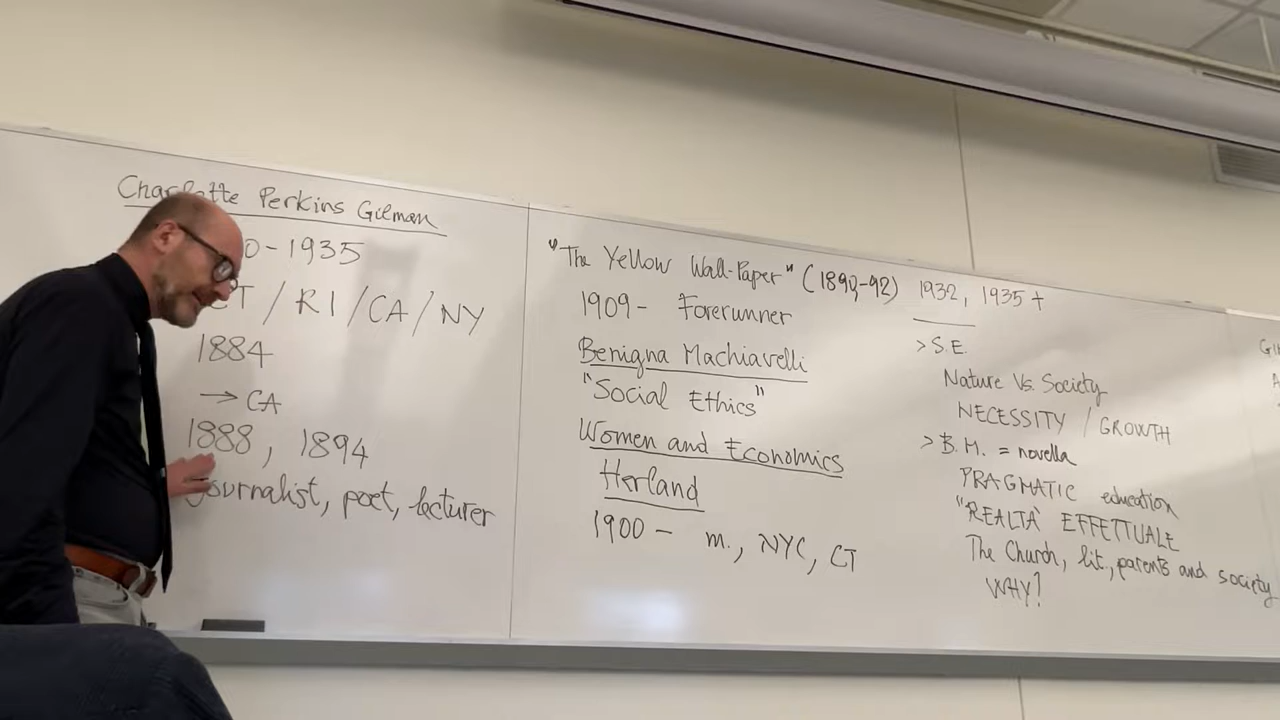 Charlotte Perkins Gilman
0-1935
CT / RI / CA / NY
1884
→ CA
1888, 1894
journalist, poet, lecturer
"The Yellow Wall-Paper" (1890-92)
1909- Forerunner
Benigna Machiavelli
"Social Ethics"
Women and Economics
Herland
1900 - m., NYC, CT
1932, 1935+
> S.E.
Nature Vs. Society
NECESSITY / GROWTH
> B.M. = novella
PRAGMATIC education
"REALTA' EFFETTUALE
The Church, lit, parents and society
WHY?